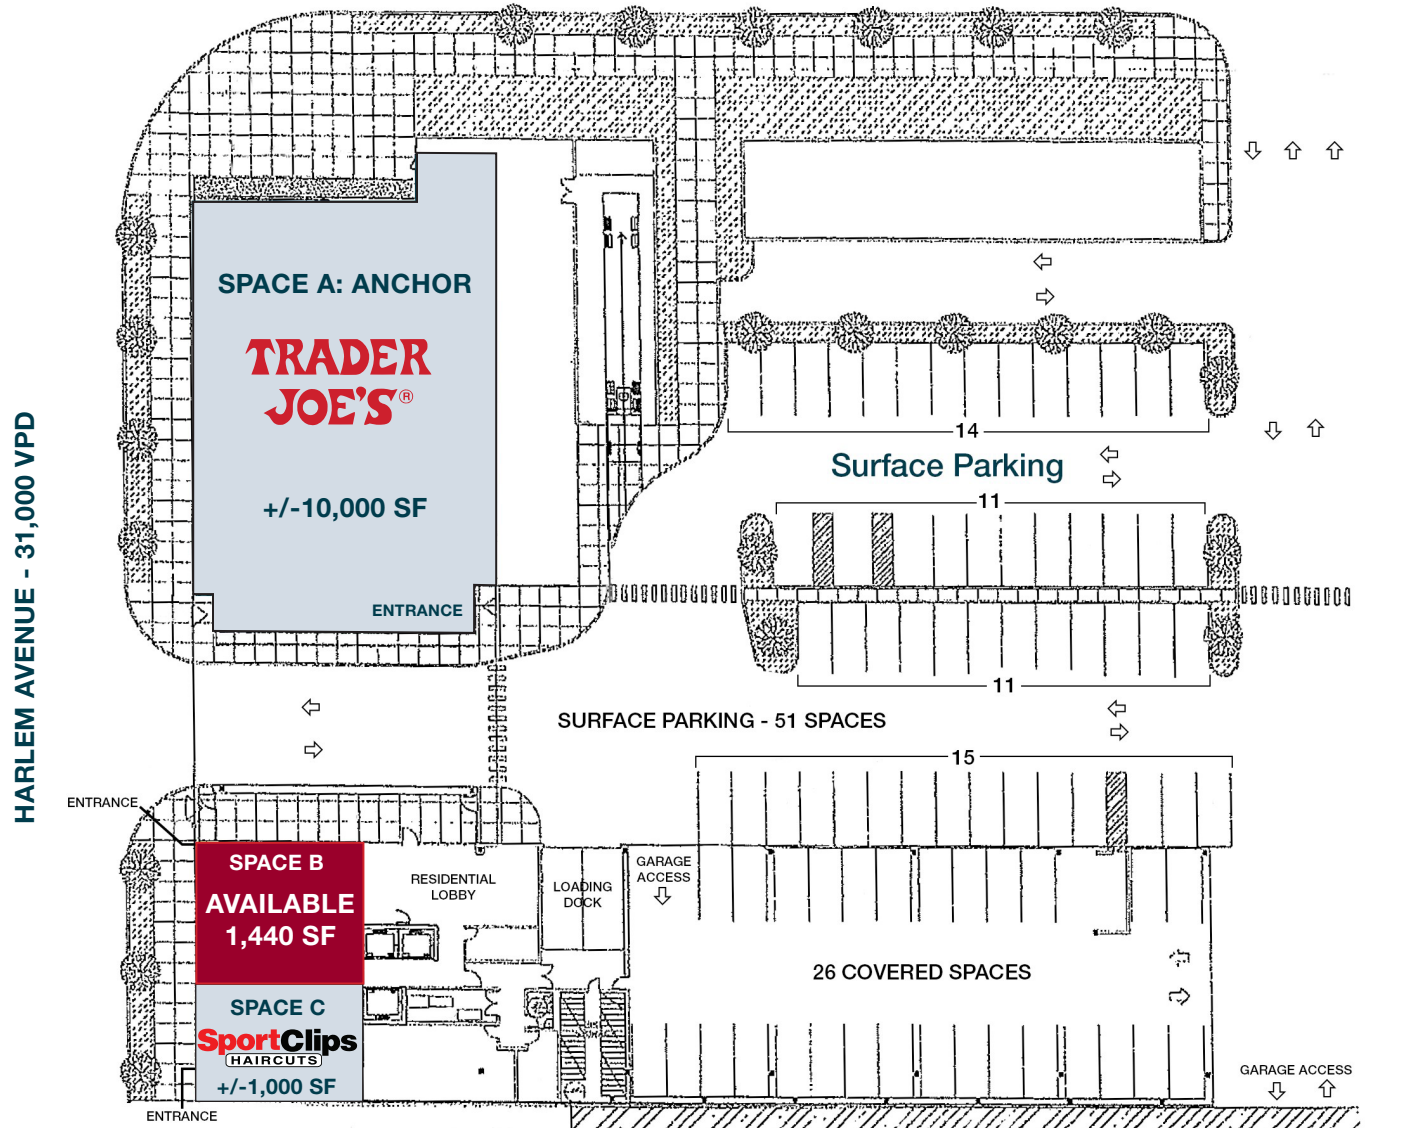 SPACE A: ANCHOR
TRADER
JOE'S®
+/-10,000 SF
ENTRANCE
HARLEM AVENUE - 31,000 VPD
14
Surface Parking
11
11
SURFACE PARKING - 51 SPACES
15
ENTRANCE
SPACE B
AVAILABLE
1,440 SF
RESIDENTIAL
LOBBY
LOADING
DOCK
GARAGE
ACCESS
26 COVERED SPACES
SPACE C
SportClips
HAIRCUTS
+/-1,000 SF
ENTRANCE
GARAGE ACCESS